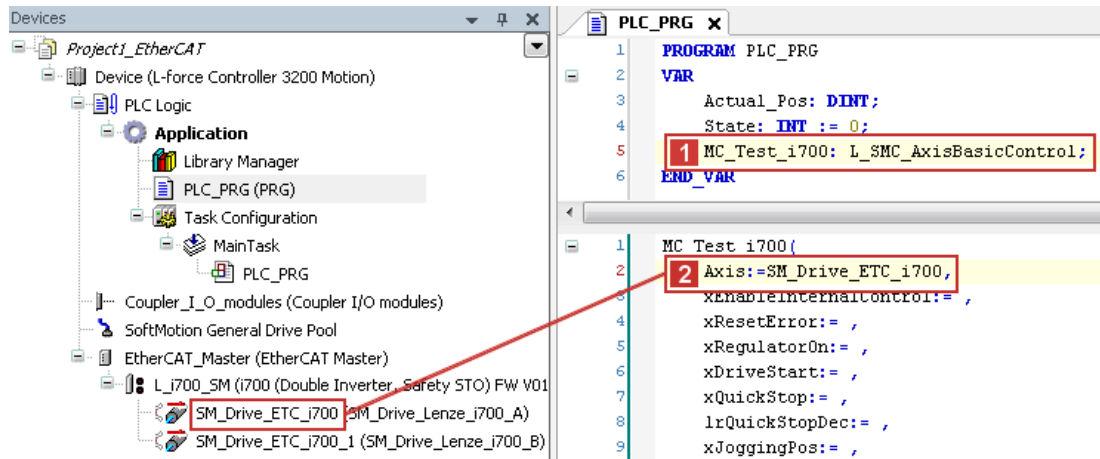 Devices
Project1_EtherCAT
Device (L-force Controller 3200 Motion)
PLC Logic
Application
Library Manager
PLC_PRG (PRG)
Task Configuration
MainTask
PLC_PRG
Coupler_I_O_modules (Coupler I/O modules)
SoftMotion General Drive Pool
EtherCAT_Master (EtherCAT Master)
L_i700_SM (i700 (Double Inverter, Safety STO) FW V01
SM_Drive_ETC_i700 (SM_Drive_Lenze_i700_A)
SM_Drive_ETC_i700_1 (SM_Drive_Lenze_i700_B)
PLC_PRG X
1 PROGRAM PLC_PRG
2 VAR
3 Actual_Pos: DINT;
4 State: INT := 0;
5 1 MC_Test_i700: L_SMC_AxisBasicControl;
6 END_VAR
1 MC_Test_i700(
2 2 Axis:=SM_Drive_ETC_i700,
3 xEnableInternalControl:= ,
4 xResetError:= ,
5 xRegulatorOn:= ,
6 xDriveStart:= ,
7 xQuickStop:= ,
8 lrQuickStopDec:= ,
9 xJoggingPos:= ,